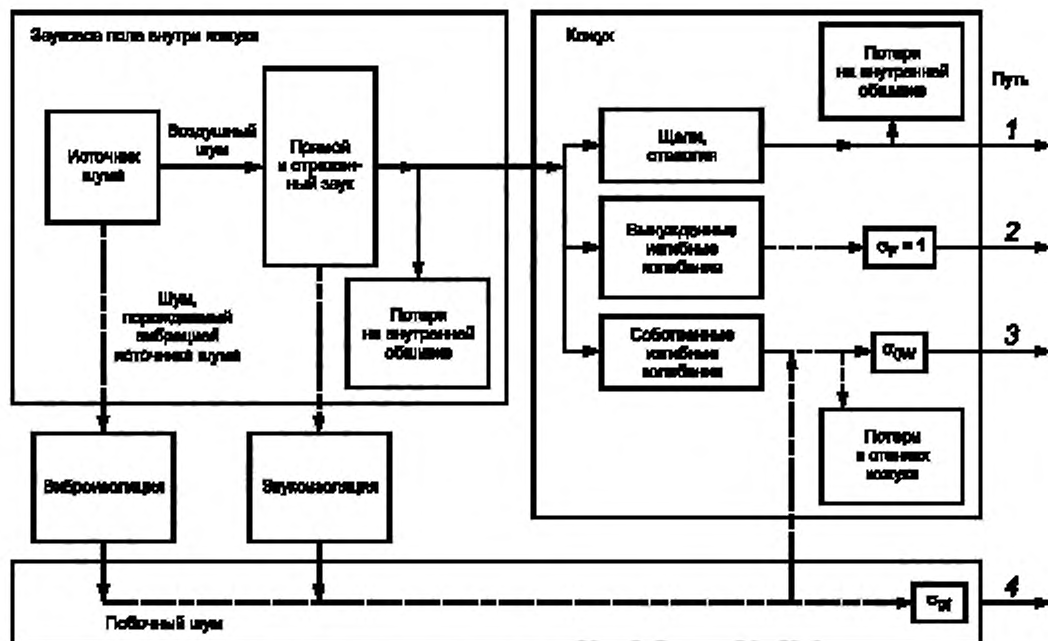 Звуковое поле внутри кожуха
Источник
шума
Воздушный
шум
Прямой
и отражен-
ный звук
Шум,
порождаемый
вибрацией
источника шума
Потери
на внутренней
обшивке
Виброизоляция
Звукоизоляция
Кожух
Потери
на внутренней
обшивке
Щели,
отверстия
Вынужденные
изгибные
колебания
σF = 1
Собственные
изгибные
колебания
σ
Потери
в стенках
кожуха
Путь
1
2
3
4
Побочный шум
σ